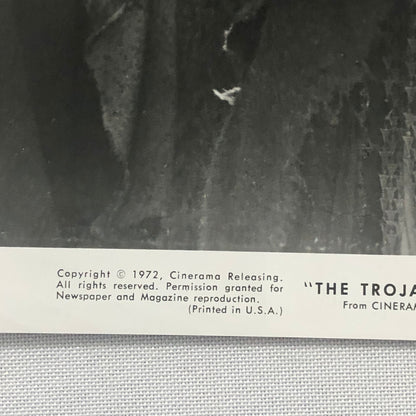 Copyright © 1972, Cinerama Releasing.
All rights reserved. Permission granted for
Newspaper and Magazine reproduction.
(Printed in U.S.A.)
"THE TROJA
From CINERAM